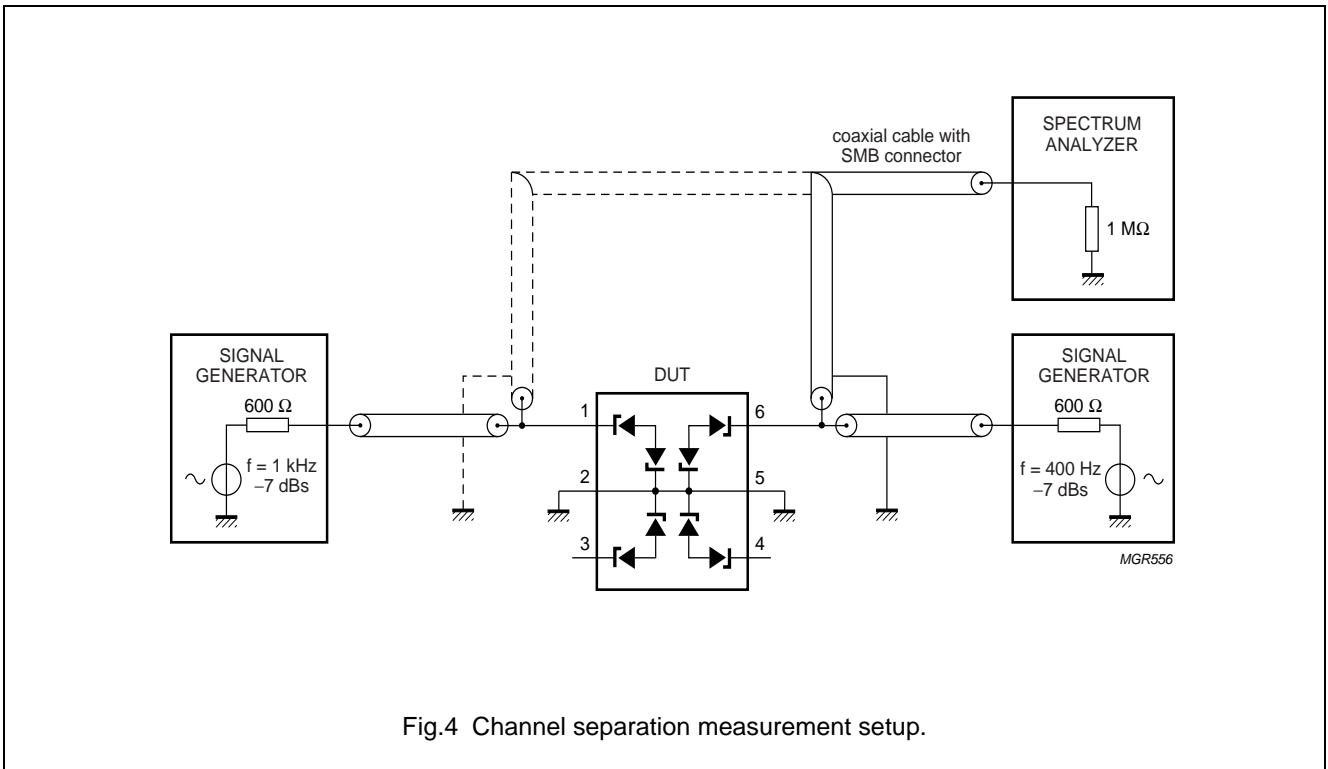 coaxial cable with
SMB connector
SPECTRUM
ANALYZER
1 MΩ
SIGNAL
GENERATOR
600 Ω
f = 1 kHz
−7 dBs
DUT
1
6
2
5
3
4
SIGNAL
GENERATOR
600 Ω
f = 400 Hz
−7 dBs
MGR556
Fig.4 Channel separation measurement setup.